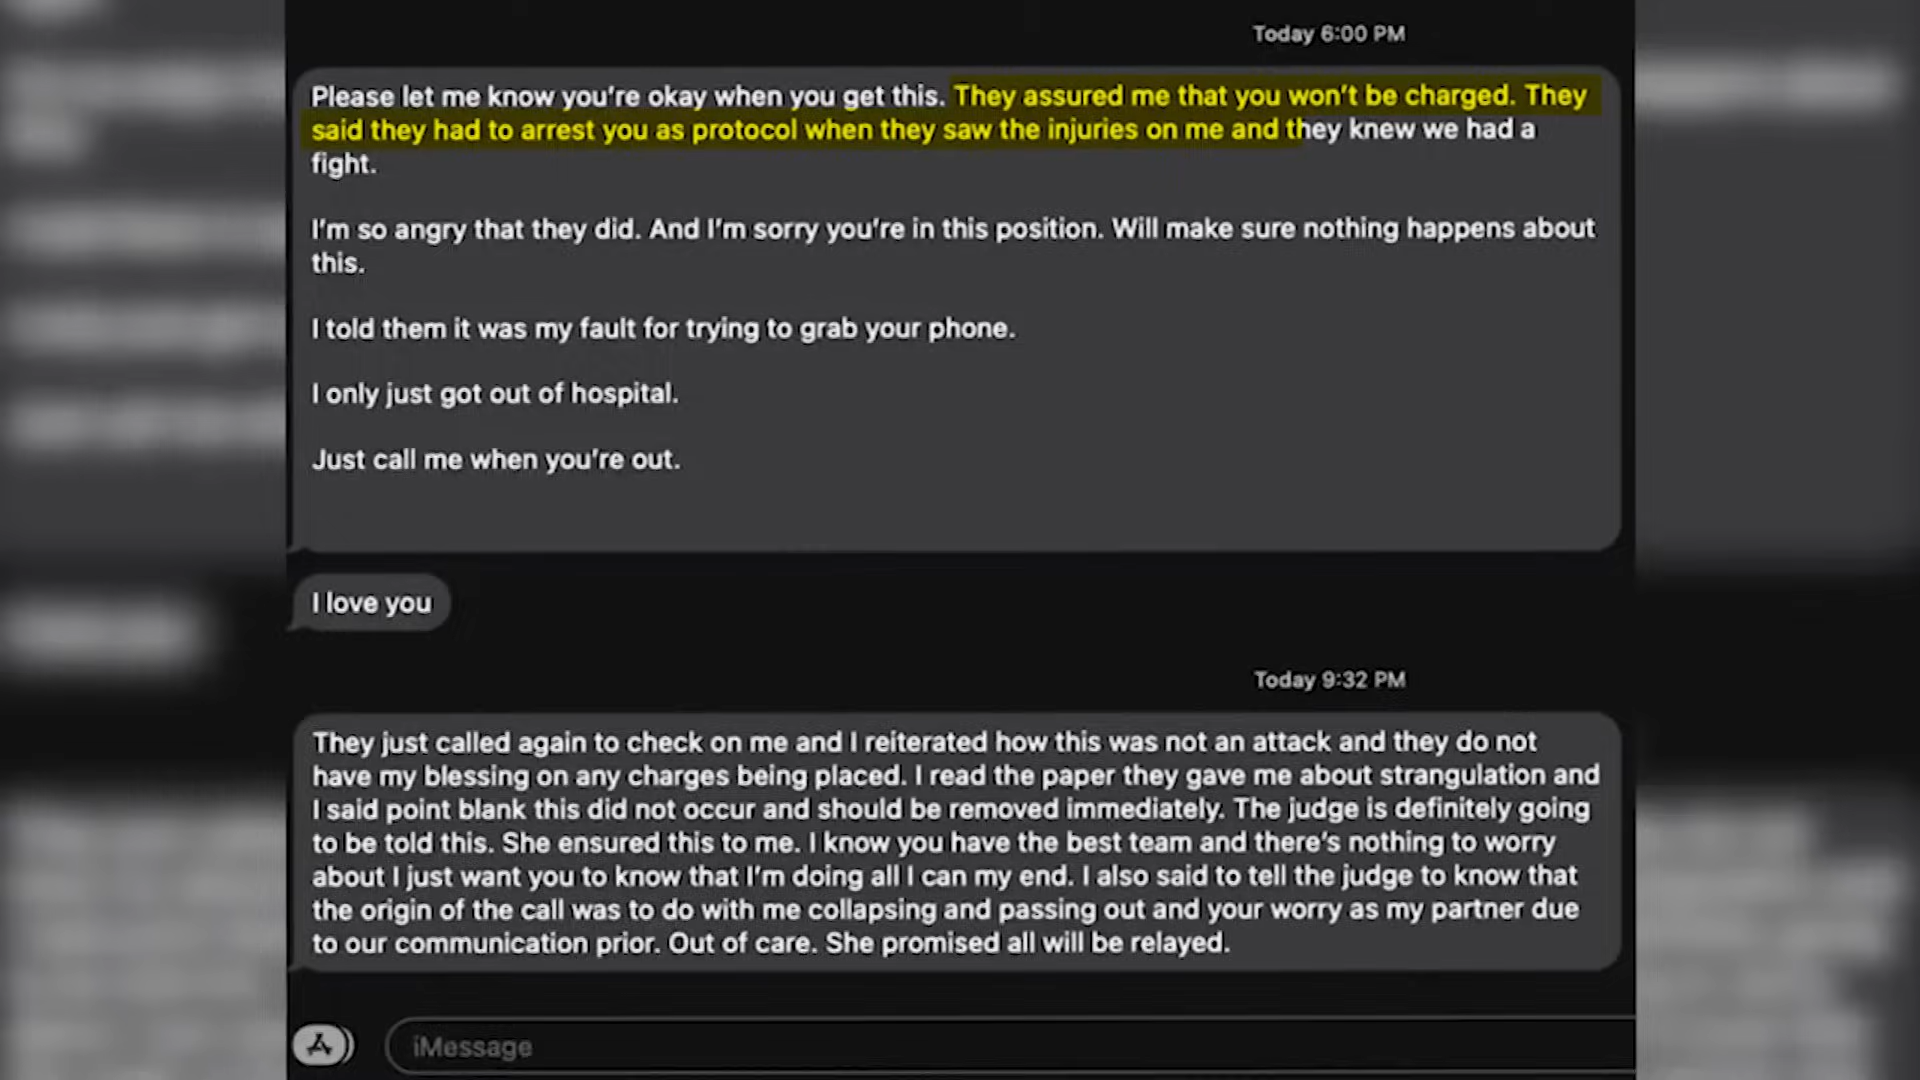 Today 6:00 PM
Please let me know you're okay when you get this. They assured me that you won't be charged. They
said they had to arrest you as protocol when they saw the injuries on me and they knew we had a
fight.
I'm so angry that they did. And I'm sorry you're in this position. Will make sure nothing happens about
this.
I told them it was my fault for trying to grab your phone.
I only just got out of hospital.
Just call me when you're out.
I love you
Today 9:32 PM
They just called again to check on me and I reiterated how this was not an attack and they do not
have my blessing on any charges being placed. I read the paper they gave me about strangulation and
I said point blank this did not occur and should be removed immediately. The judge is definitely going
to be told this. She ensured this to me. I know you have the best team and there's nothing to worry
about I just want you to know that I'm doing all I can my end. I also said to tell the judge to know that
the origin of the call was to do with me collapsing and passing out and your worry as my partner due
to our communication prior. Out of care. She promised all will be relayed.
iMessage